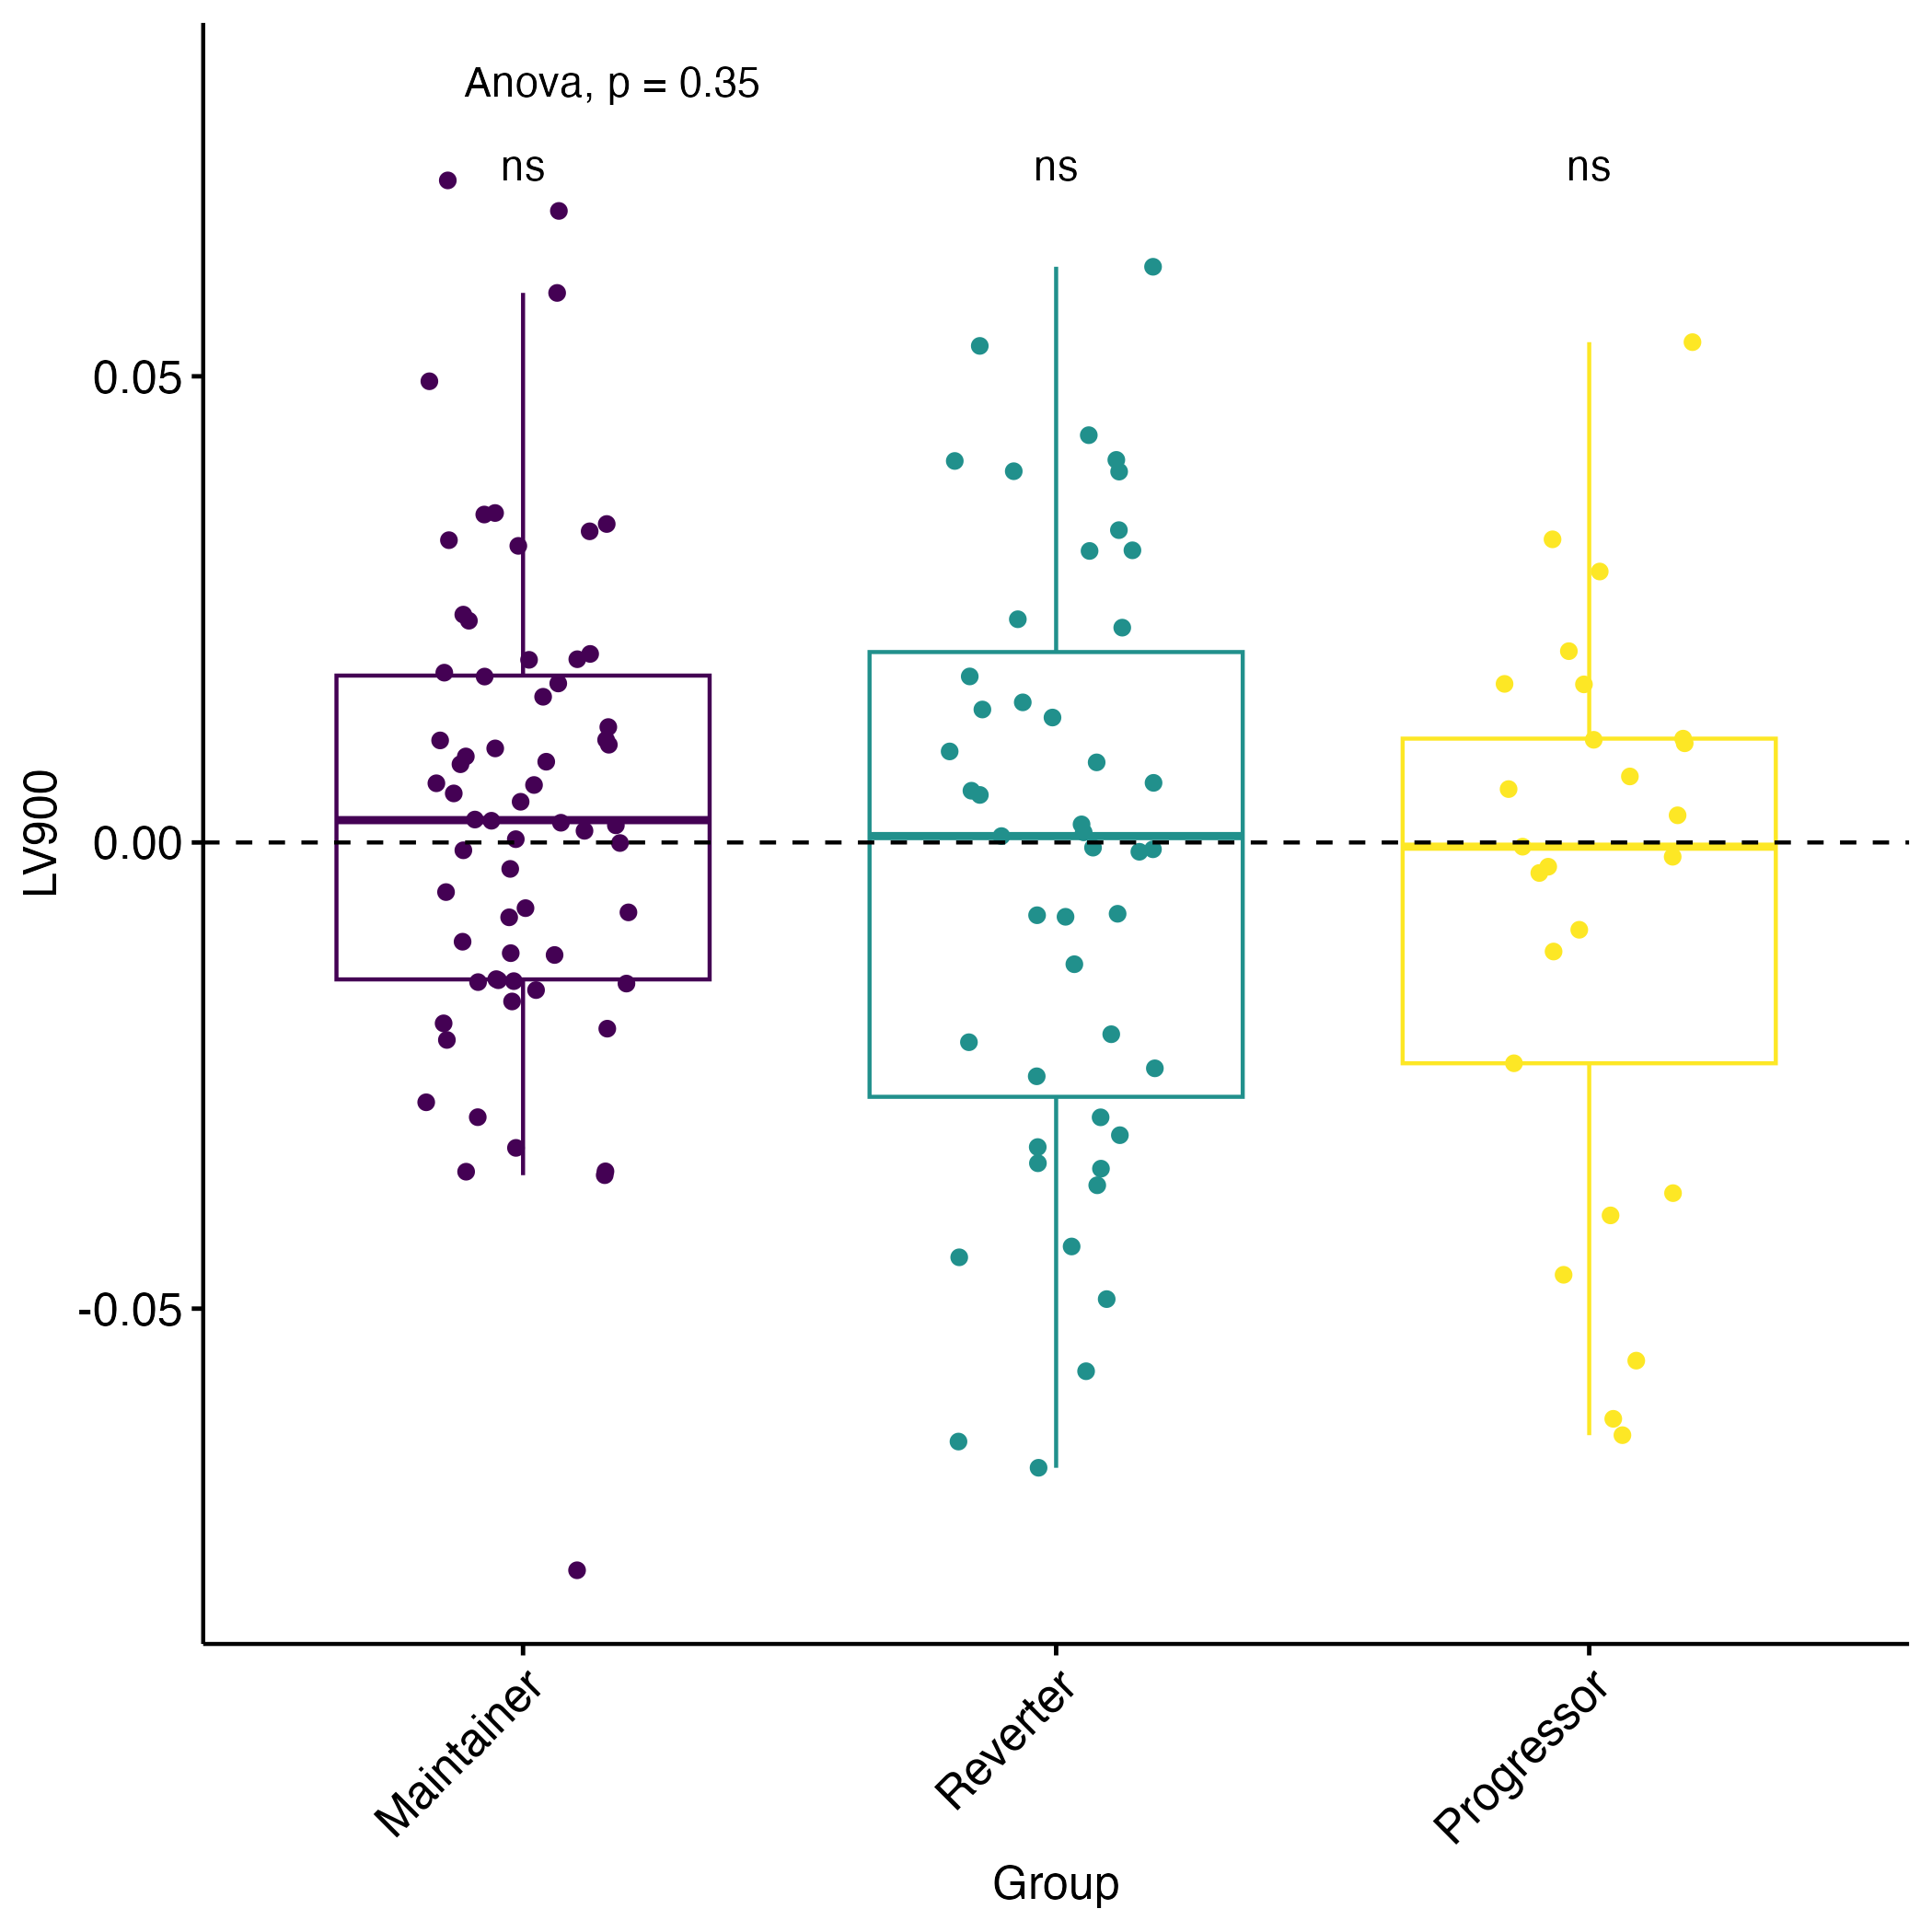 Anova, p = 0.35
ns ns ns
0.05
0.00
-0.05
LV900
Maintainer
Reverter
Progressor
Group